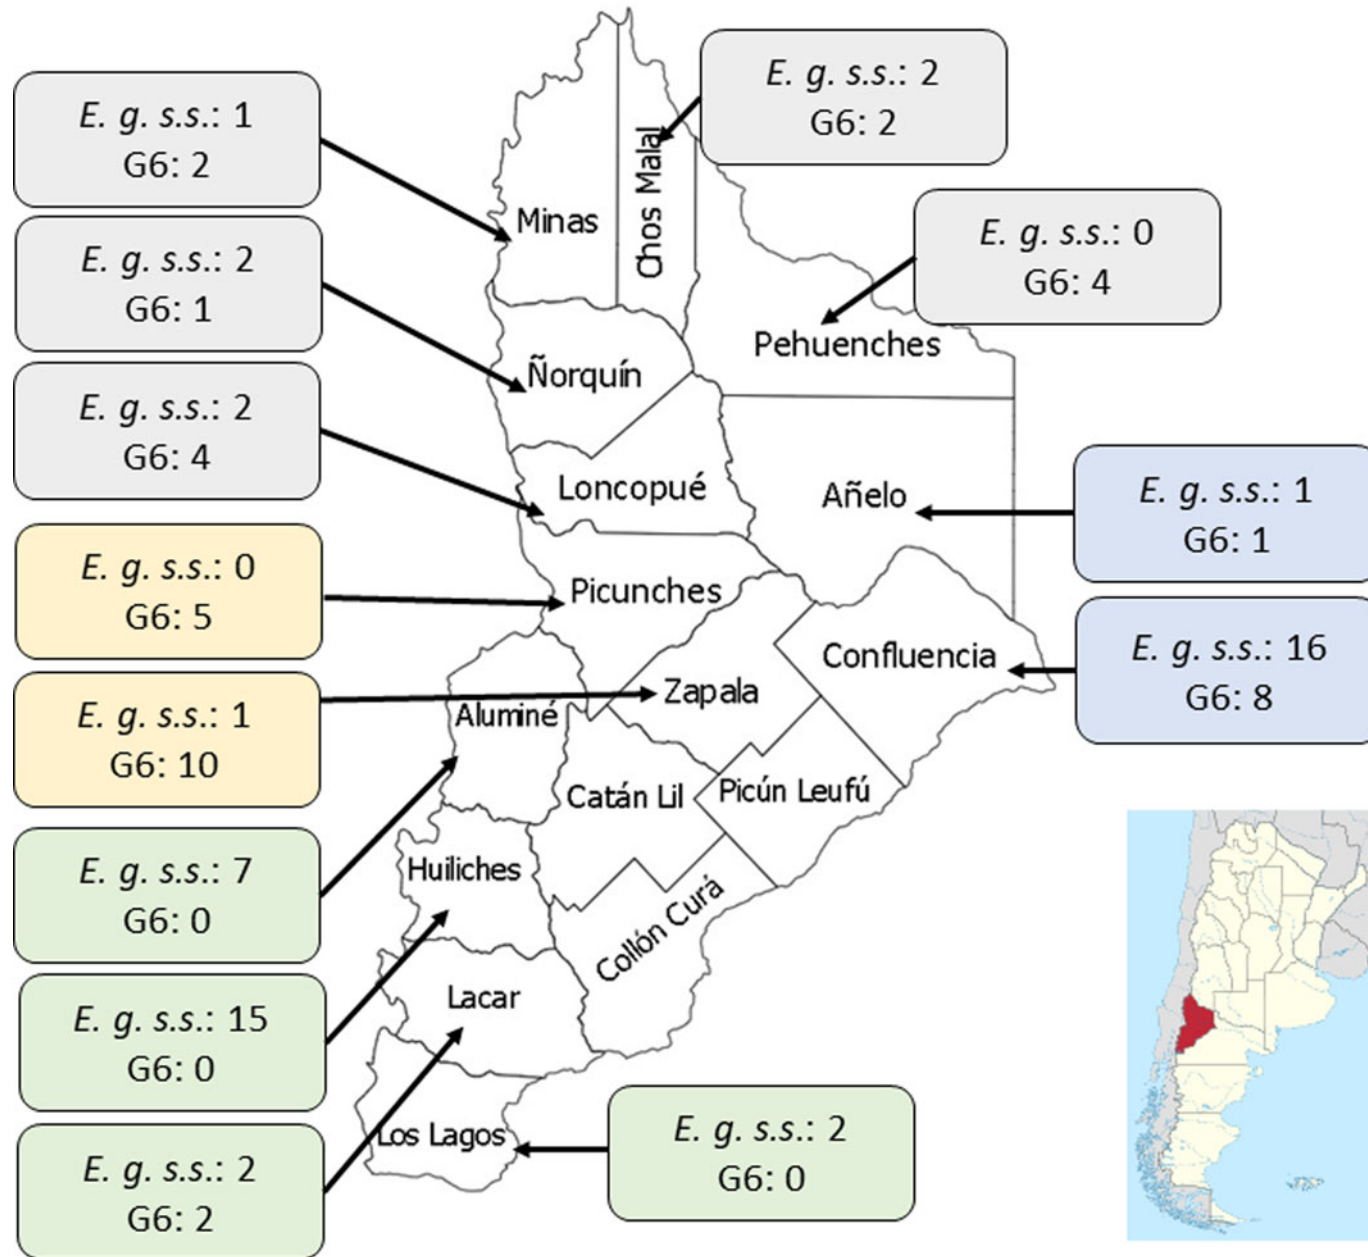 E. g. s.s.: 2
G6: 2
E. g. s.s.: 1
G6: 2
Chos Malal
Minas
E. g. s.s.: 0
G6: 4
E. g. s.s.: 2
G6: 1
Pehuenches
Ñorquín
E. g. s.s.: 2
G6: 4
Loncopué
Añelo
E. g. s.s.: 1
G6: 1
E. g. s.s.: 0
G6: 5
Picunches
Confluencia
E. g. s.s.: 16
G6: 8
Zapala
Aluminé
E. g. s.s.: 1
G6: 10
Catán Lil
Picún Leufú
E. g. s.s.: 7
G6: 0
Huiliches
Collón Curá
E. g. s.s.: 15
G6: 0
Lacar
Los Lagos
E. g. s.s.: 2
G6: 0
E. g. s.s.: 2
G6: 2